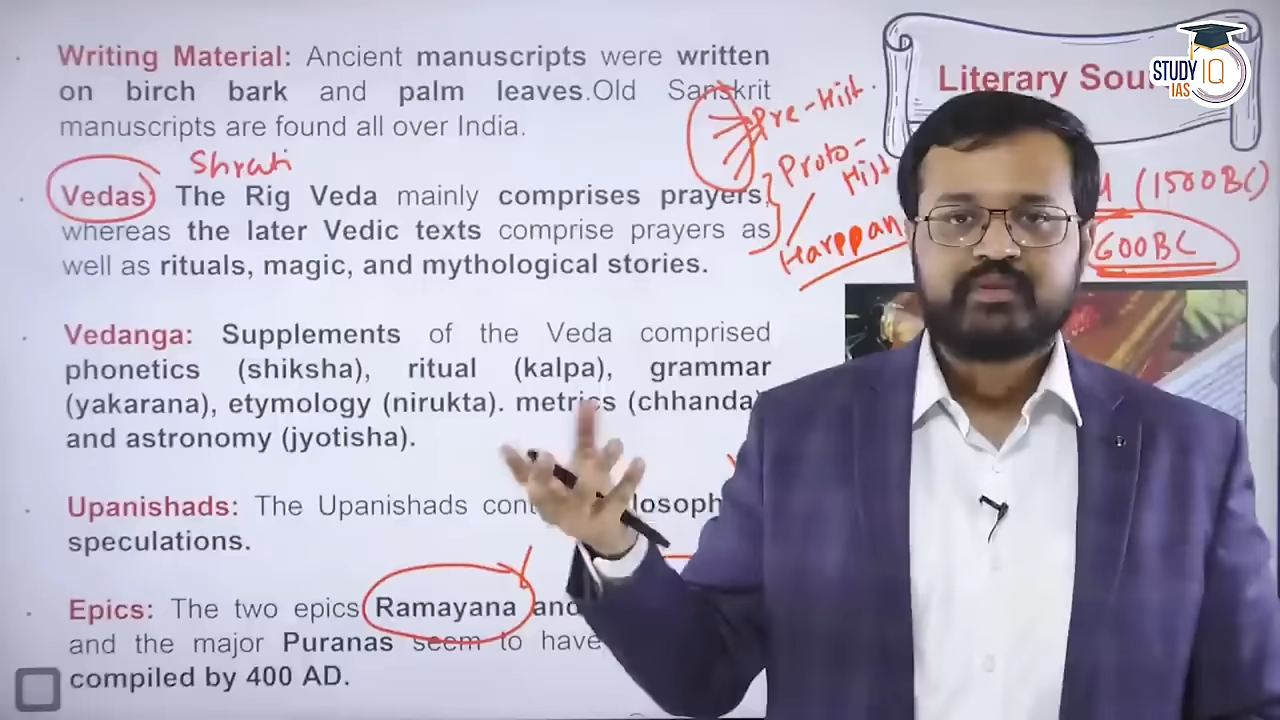 Writing Material: Ancient manuscripts were written
on birch bark and palm leaves.Old Sanskrit
manuscripts are found all over India.
Shruti
Vedas: The Rig Veda mainly comprises prayers,
whereas the later Vedic texts comprise prayers as
well as rituals, magic, and mythological stories.
Vedanga: Supplements of the Veda comprised
phonetics (shiksha), ritual (kalpa), grammar
(yakarana), etymology (nirukta). metrics (chhanda)
and astronomy (jyotisha).
Upanishads: The Upanishads
speculations.
Epics: The two epics Ramayana and
and the major Puranas seem to have
compiled by 400 AD.
Pre-Hist.
Proto-
Hist
Harppan
Literary
STUDY IQ
IAS
(1500BC)
600BC